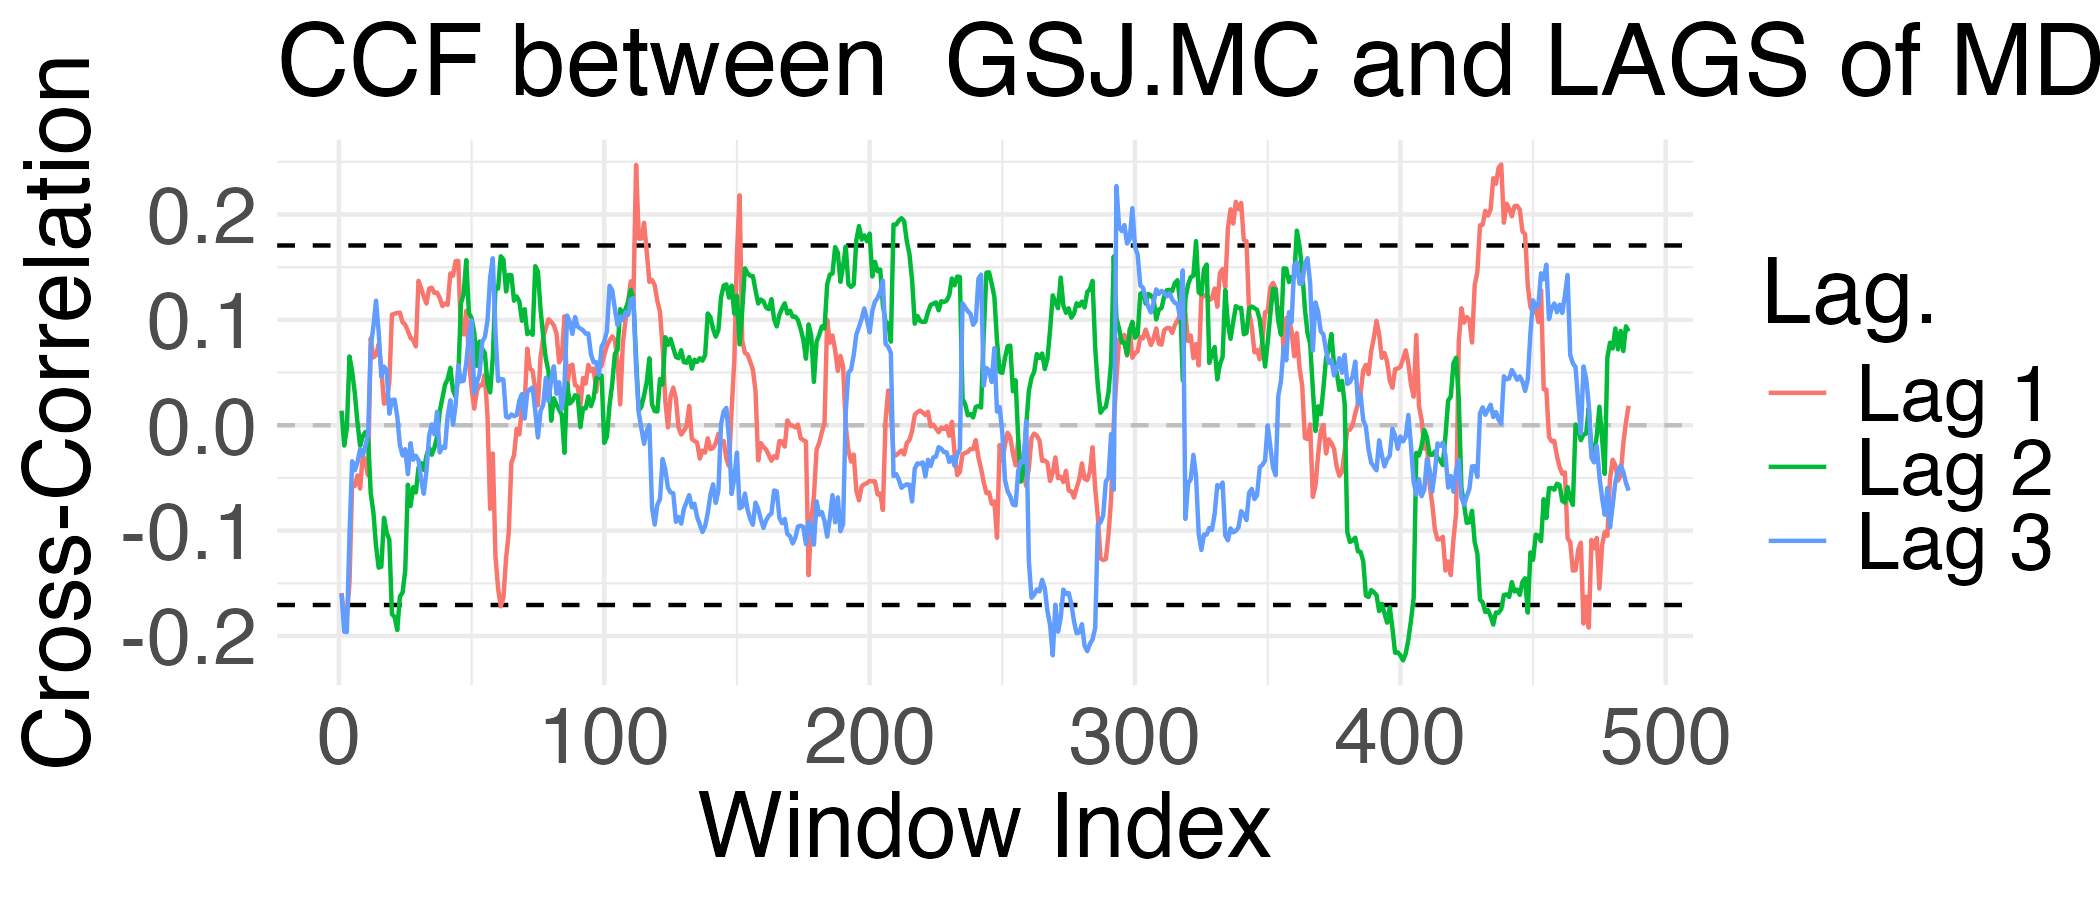 CCF between  GSJ.MC and LAGS of MD
Cross-Correlation
0.2
0.1
0.0
-0.1
-0.2
0 100 200 300 400 500
Window Index
Lag.
Lag 1
Lag 2
Lag 3